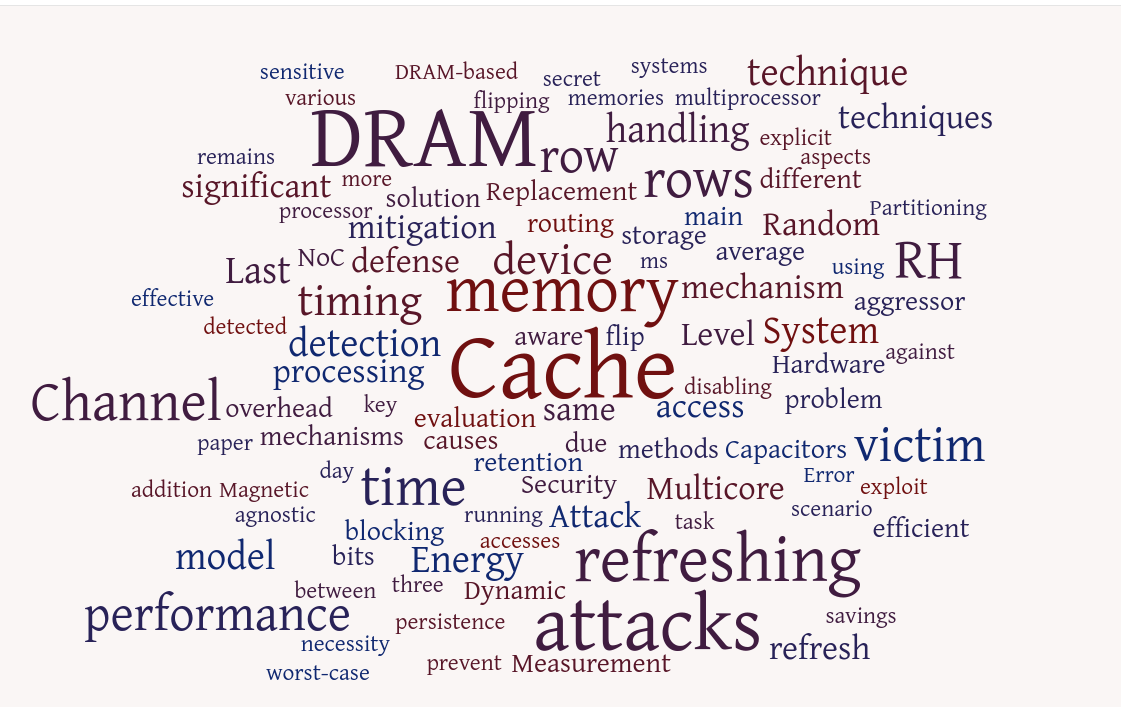 sensitive DRAM-based secret systems technique
various flipping memories multiprocessor techniques
DRAM row handling explicit
remains aspects
significant more solution Replacement rows different
processor mitigation routing storage main Random Partitioning
Last NoC defense device ms average using RH
effective timing memory mechanism aggressor
detected detection aware flip Level System
processing Cache Hardware against
Channel overhead key evaluation same disabling access problem
paper mechanisms causes due methods Capacitors victim
day time retention Error
addition Magnetic Security Multicore exploit
agnostic blocking running Attack task scenario efficient
model bits Energy accesses refreshing
between three Dynamic
performance persistence attacks savings
necessity refresh
worst-case prevent Measurement